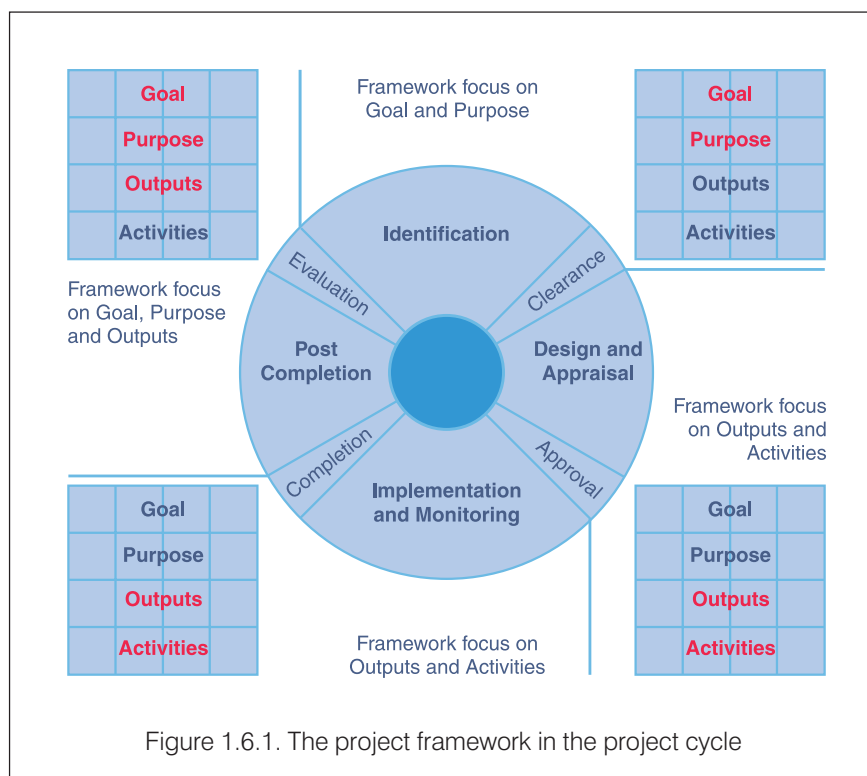 Goal
Purpose
Outputs
Activities
Framework focus on
Goal and Purpose
Goal
Purpose
Outputs
Activities
Framework focus
on Goal, Purpose
and Outputs
Identification
Evaluation
Clearance
Post
Completion
Design and
Appraisal
Framework focus
on Outputs and
Activities
Completion
Approval
Implementation
and Monitoring
Goal
Purpose
Outputs
Activities
Framework focus on
Outputs and Activities
Goal
Purpose
Outputs
Activities
Figure 1.6.1. The project framework in the project cycle